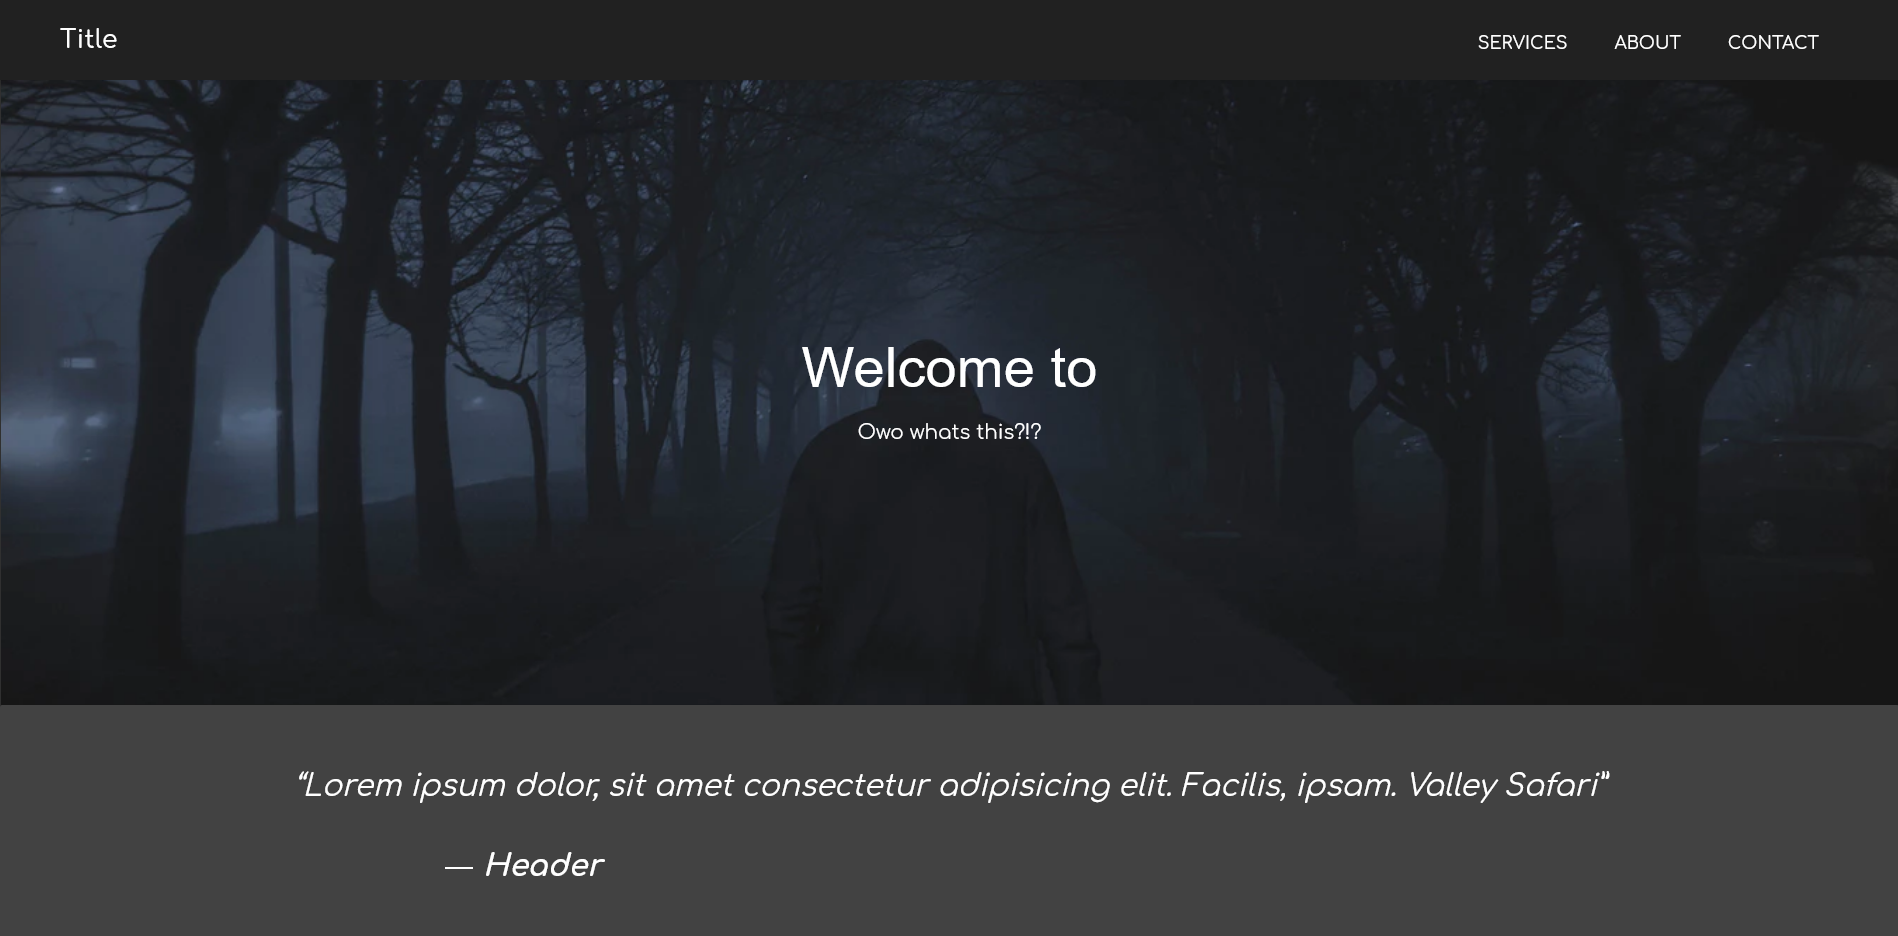 Title
SERVICES ABOUT CONTACT
Welcome to
Owo whats this?!?
“Lorem ipsum dolor, sit amet consectetur adipisicing elit. Facilis, ipsam. Valley Safari”
— Header